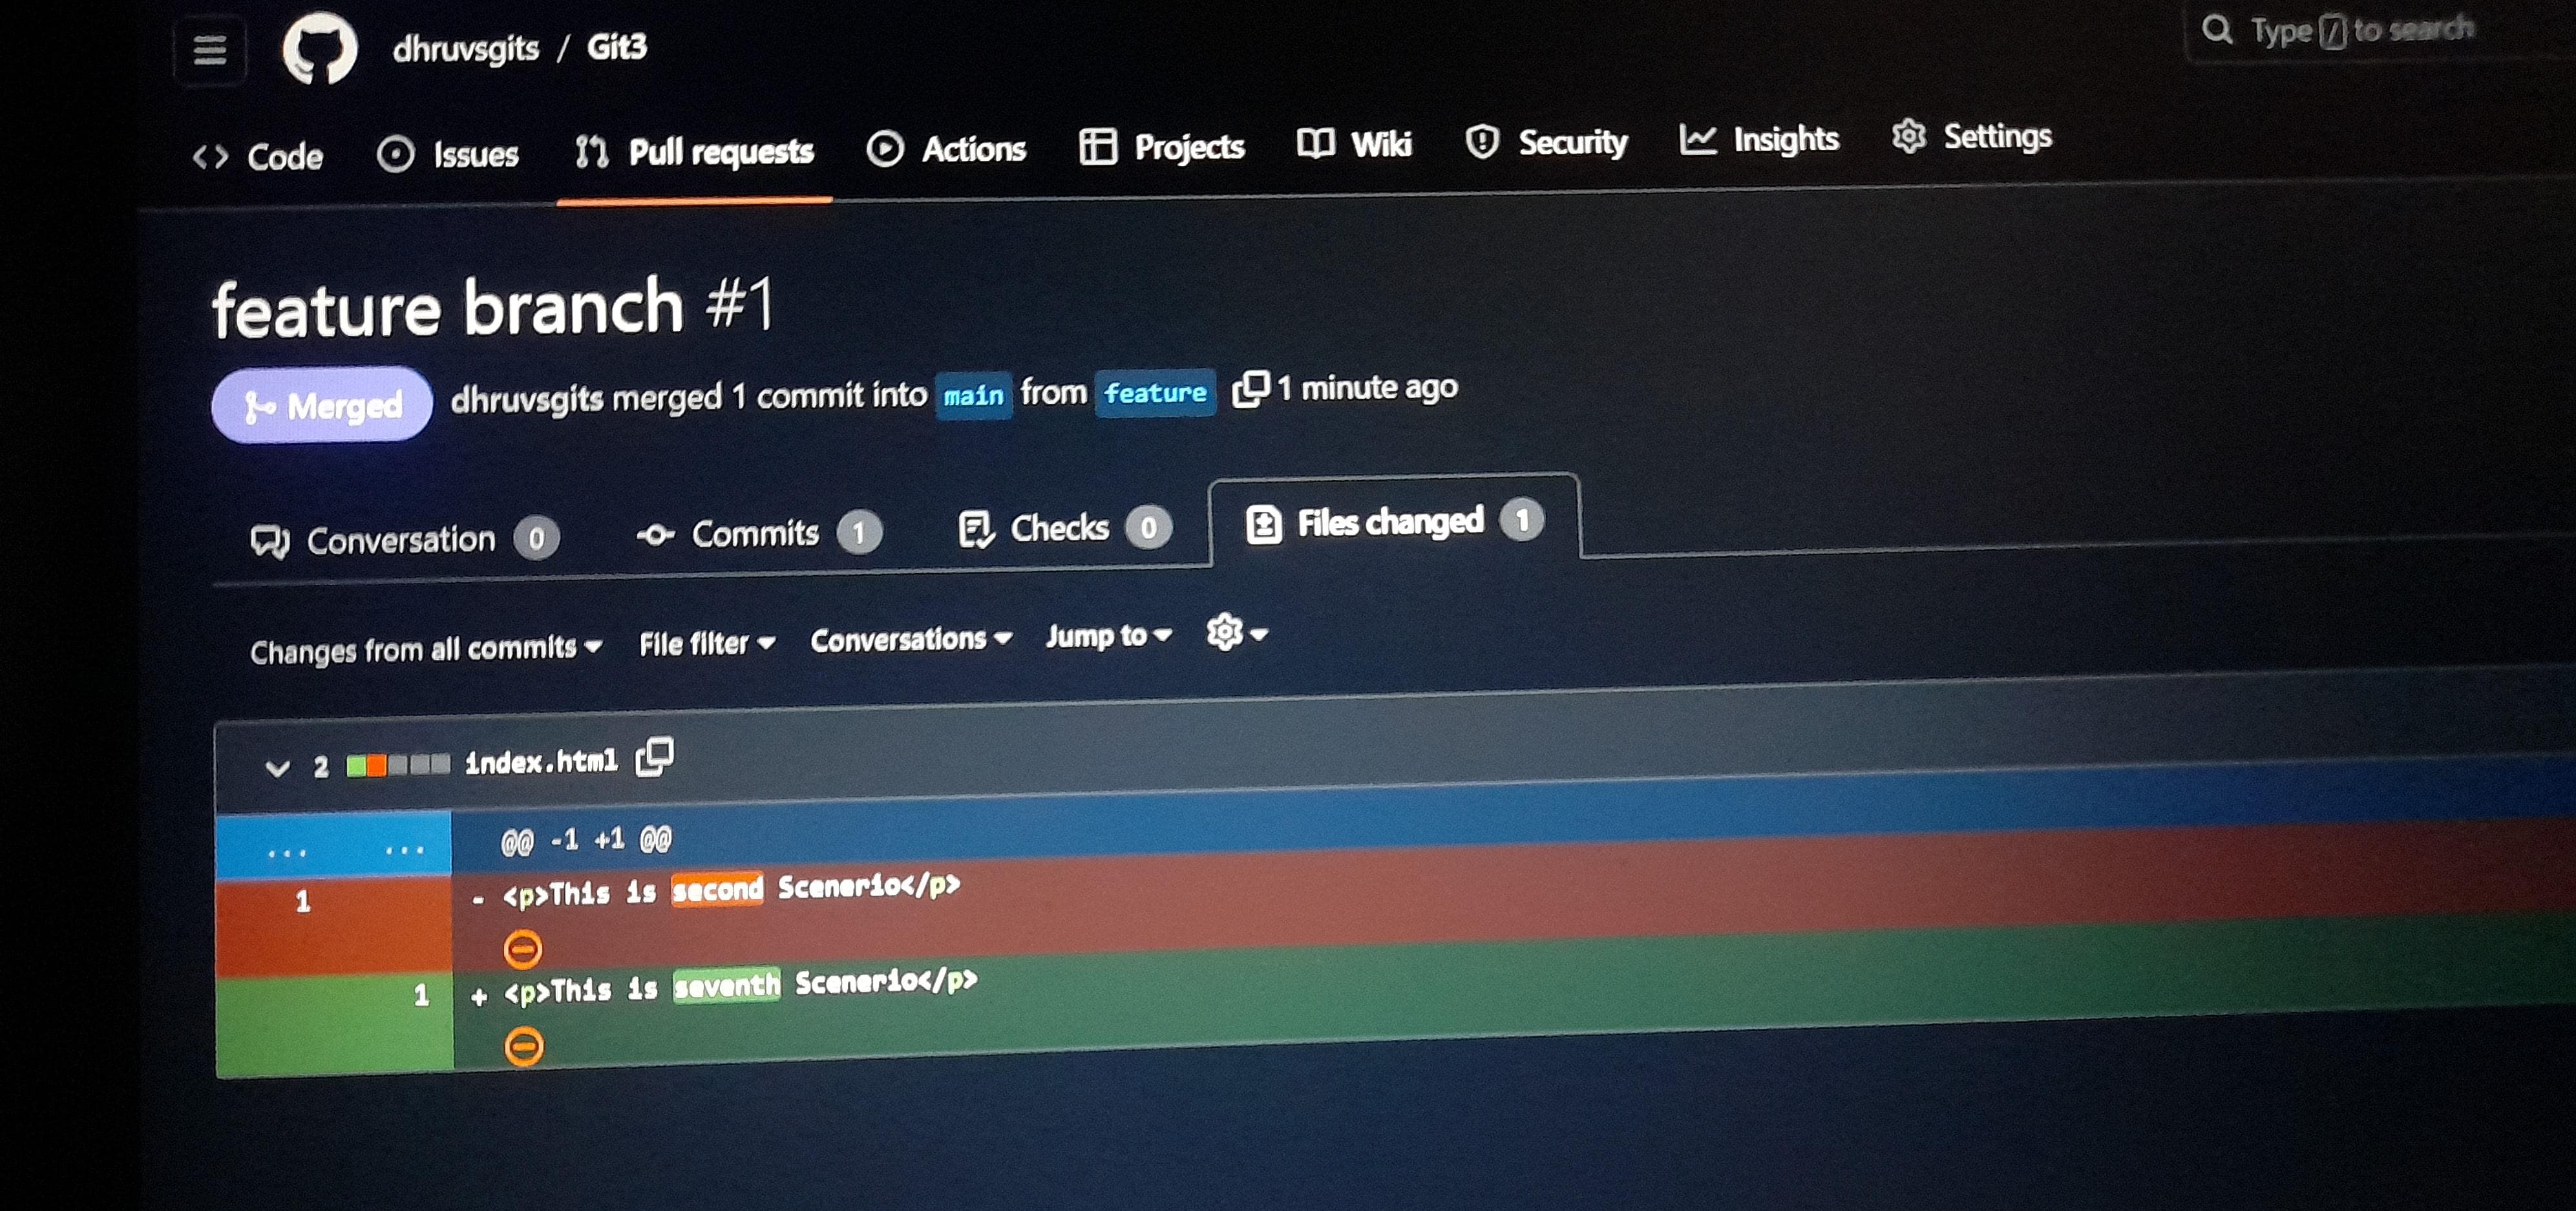 dhruvsgits / Git3
Type / to search
Code Issues Pull requests Actions Projects Wiki Security Insights Settings
feature branch #1
Merged dhruvsgits merged 1 commit into main from feature 1 minute ago
Conversation 0 Commits 1 Checks 0 Files changed 1
Changes from all commits File filter Conversations Jump to
2 index.html
... ... @@ -1 +1 @@
1 - <p>This is second Scenerio</p>
1 + <p>This is seventh Scenerio</p>